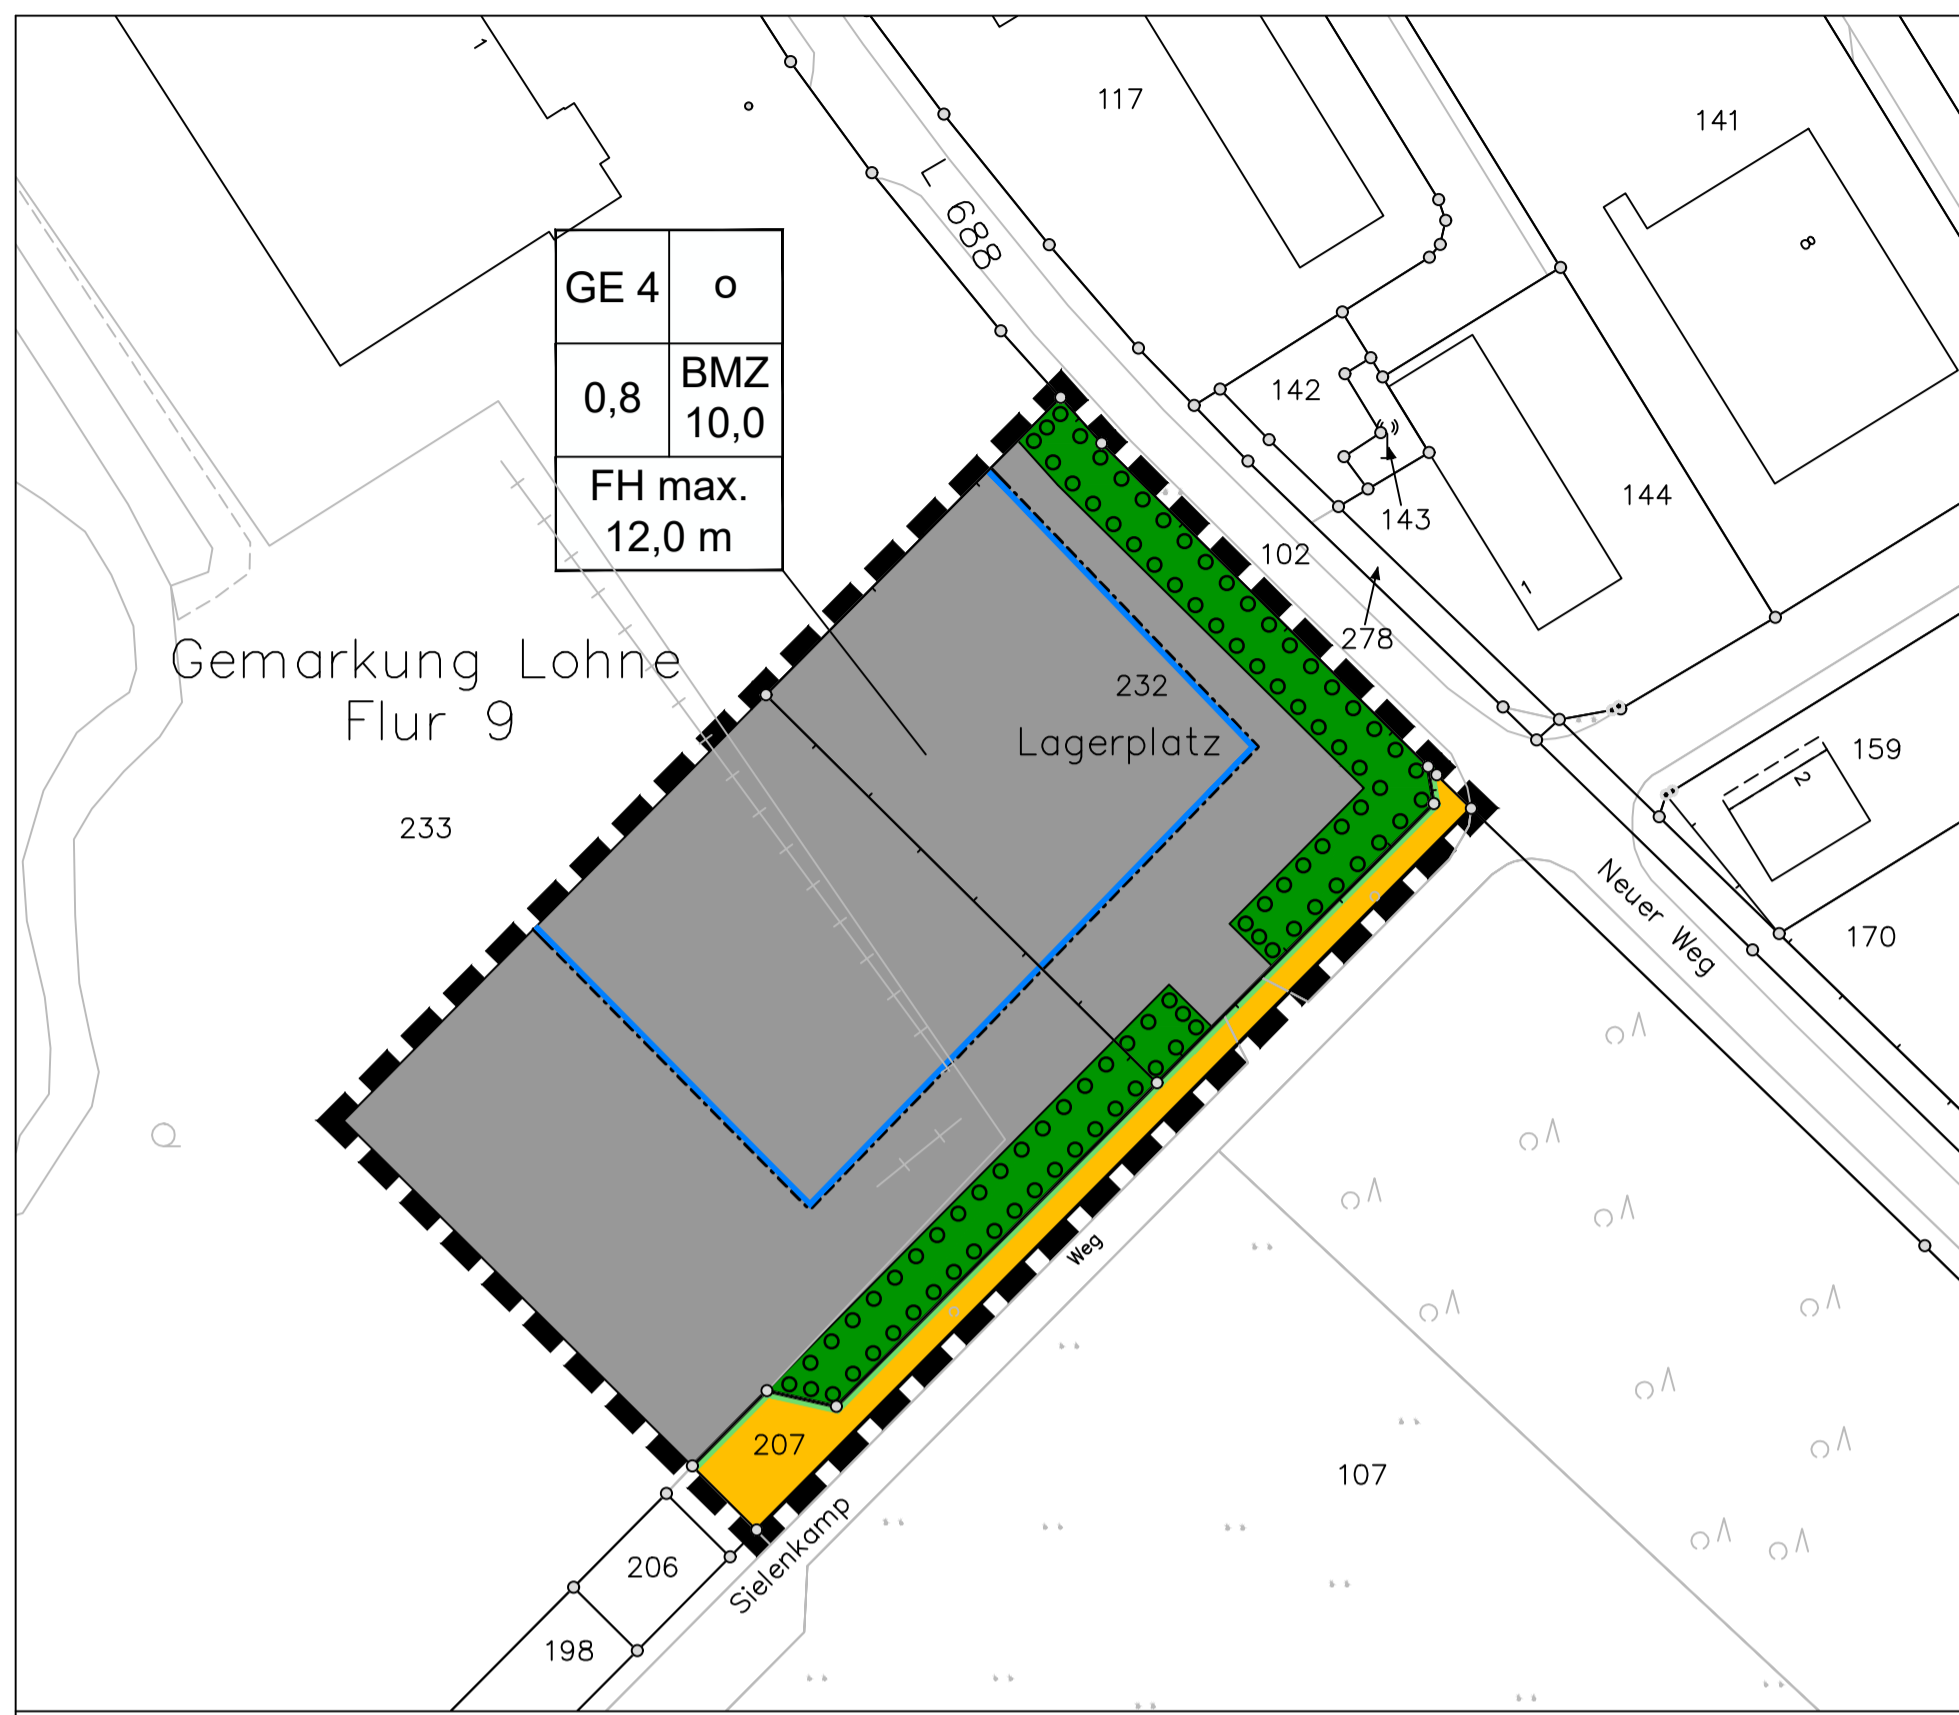 1
117
141
L 688
8
GE 4
o
0,8
BMZ
10,0
FH max.
12,0 m
142
143
144
1
102
278
Gemarkung Lohne
Flur 9
232
Lagerplatz
159
2
233
Neuer Weg
170
Weg
207
107
Sielenkamp
206
198